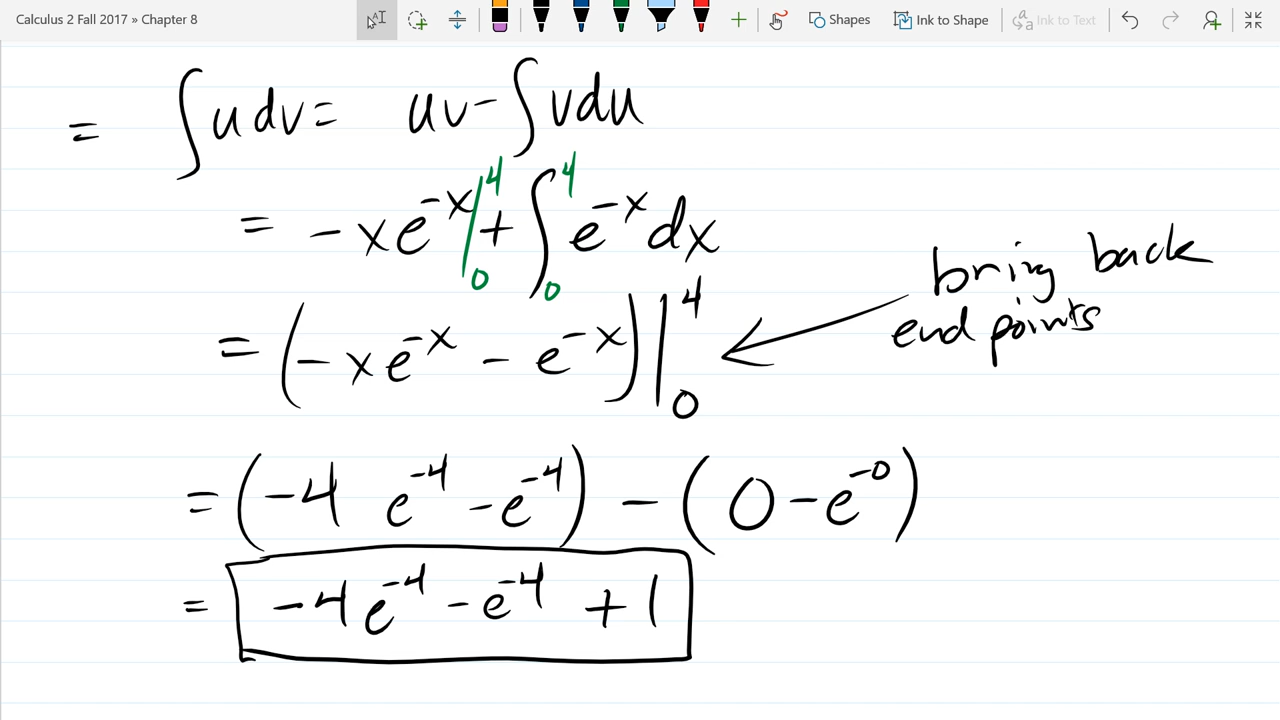 Calculus 2 Fall 2017 » Chapter 8
Shapes
Ink to Shape
Ink to Text
= ∫ u dv = uv - ∫ v du
= -xe^{-x} |_0^4 + ∫_0^4 e^{-x} dx
bring back
end points
= (-xe^{-x} - e^{-x}) |_0^4
= (-4 e^{-4} - e^{-4}) - (0 - e^{-0})
= -4e^{-4} - e^{-4} + 1